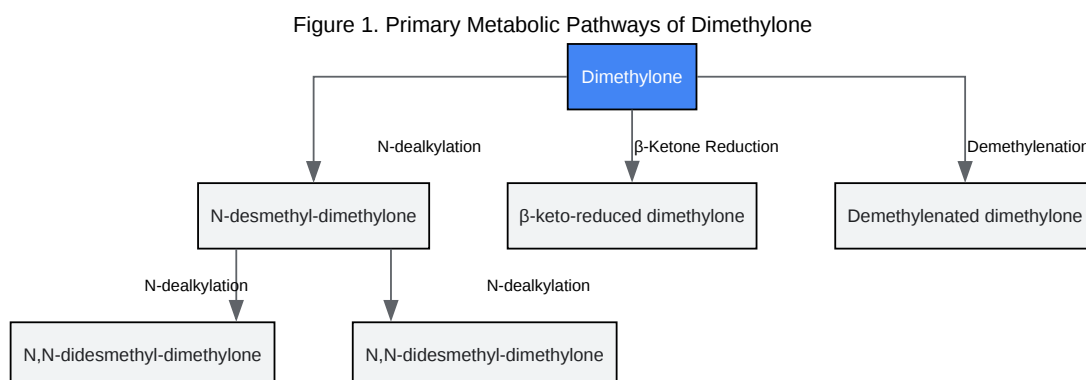 Figure 1. Primary Metabolic Pathways of Dimethylone
Dimethylone
N-dealkylation
β-Ketone Reduction
Demethylenation
N-desmethyl-dimethylone
β-keto-reduced dimethylone
Demethylenated dimethylone
N-dealkylation
N-dealkylation
N,N-didesmethyl-dimethylone
N,N-didesmethyl-dimethylone